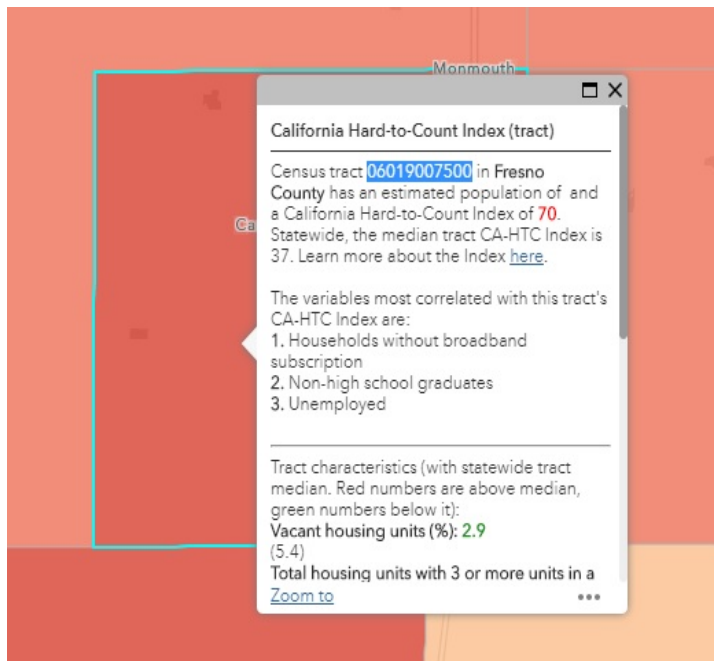 Monmouth
Ca
California Hard-to-Count Index (tract)
Census tract 06019007500 in Fresno
County has an estimated population of and
a California Hard-to-Count Index of 70.
Statewide, the median tract CA-HTC Index is
37. Learn more about the Index here.
The variables most correlated with this tract's
CA-HTC Index are:
1. Households without broadband
subscription
2. Non-high school graduates
3. Unemployed
Tract characteristics (with statewide tract
median. Red numbers are above median,
green numbers below it):
Vacant housing units (%): 2.9
(5.4)
Total housing units with 3 or more units in a
Zoom to